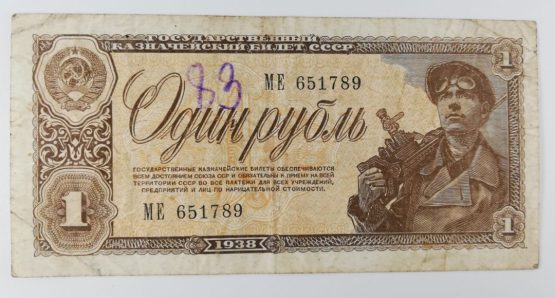 ГОСУДАРСТВЕННЫЙ
КАЗНАЧЕЙСКИЙ БИЛЕТ СССР
1
83
МЕ 651789
Один рубль
ГОСУДАРСТВЕННЫЕ КАЗНАЧЕЙСКИЕ БИЛЕТЫ ОБЕСПЕЧИВАЮТСЯ
ВСЕМ ДОСТОЯНИЕМ СОЮЗА ССР И ОБЯЗАТЕЛЬНЫ К ПРИЕМУ НА ВСЕЙ
ТЕРРИТОРИИ СССР ВО ВСЕ ПЛАТЕЖИ ДЛЯ ВСЕХ УЧРЕЖДЕНИЙ,
ПРЕДПРИЯТИЙ И ЛИЦ ПО НАРИЦАТЕЛЬНОЙ СТОИМОСТИ.
1
МЕ 651789
1
1938